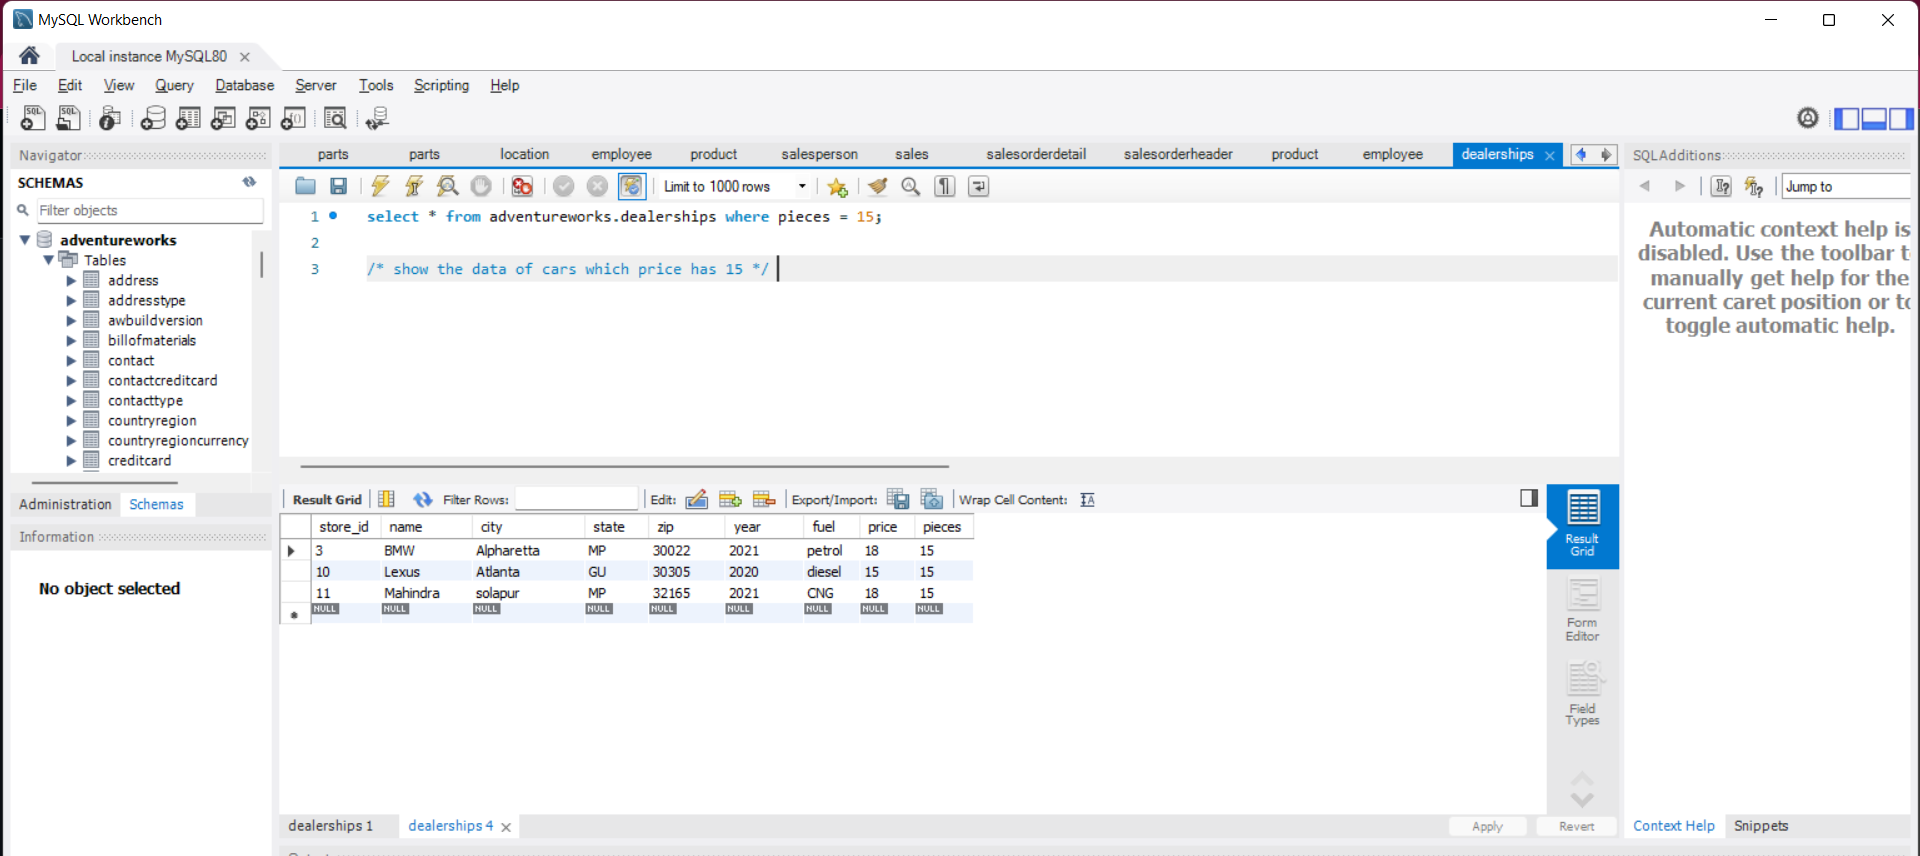 MySQL Workbench
Local instance MySQL80
File Edit View Query Database Server Tools Scripting Help
Navigator
SCHEMAS
Filter objects
adventureworks
Tables
address
addresstype
awbuildversion
billofmaterials
contact
contactcreditcard
contacttype
countryregion
countryregioncurrency
creditcard
Administration Schemas
Information
No object selected
parts parts location employee product salesperson sales salesorderdetail salesorderheader product employee dealerships
Limit to 1000 rows
1 select * from adventureworks.dealerships where pieces = 15;
2
3 /* show the data of cars which price has 15 */
Result Grid Filter Rows: Edit: Export/Import: Wrap Cell Content:
store_id name city state zip year fuel price pieces
3 BMW Alpharetta MP 30022 2021 petrol 18 15
10 Lexus Atlanta GU 30305 2020 diesel 15 15
11 Mahindra solapur MP 32165 2021 CNG 18 15
NULL NULL NULL NULL NULL NULL NULL NULL NULL
Result
Grid
Form
Editor
Field
Types
dealerships 1 dealerships 4
Apply Revert
SQLAdditions
Jump to
Automatic context help is
disabled. Use the toolbar t
manually get help for the
current caret position or to
toggle automatic help.
Context Help Snippets